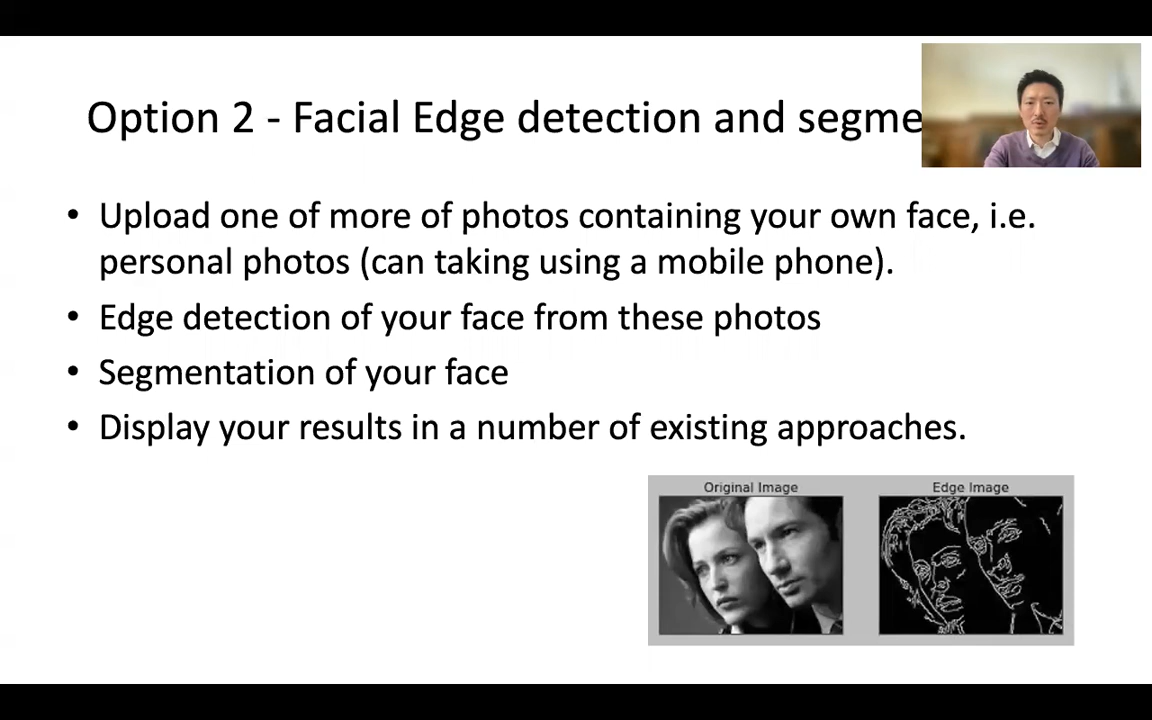 Option 2 - Facial Edge detection and segme
• Upload one of more of photos containing your own face, i.e.
personal photos (can taking using a mobile phone).
• Edge detection of your face from these photos
• Segmentation of your face
• Display your results in a number of existing approaches.
Original Image
Edge Image